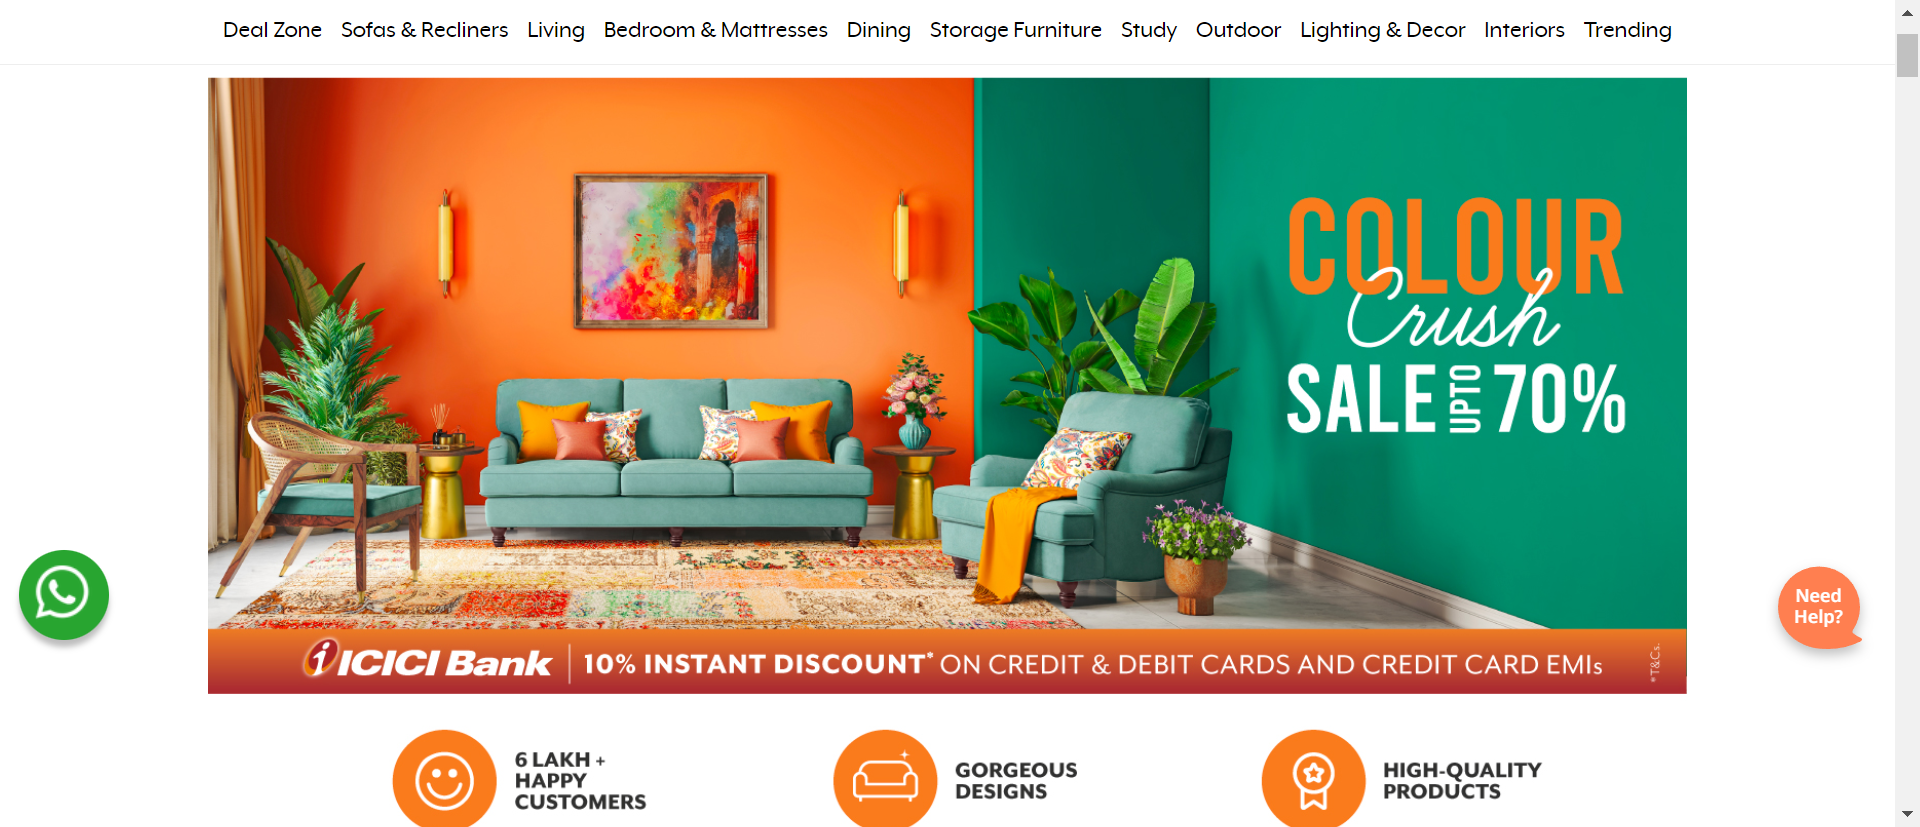 Deal Zone Sofas & Recliners Living Bedroom & Mattresses Dining Storage Furniture Study Outdoor Lighting & Decor Interiors Trending
COLOUR
Crush
SALE UPTO 70%
Need
Help?
i ICICI Bank 10% INSTANT DISCOUNT* ON CREDIT & DEBIT CARDS AND CREDIT CARD EMIs *T&Cs.
6 LAKH +
HAPPY
CUSTOMERS
GORGEOUS
DESIGNS
HIGH-QUALITY
PRODUCTS